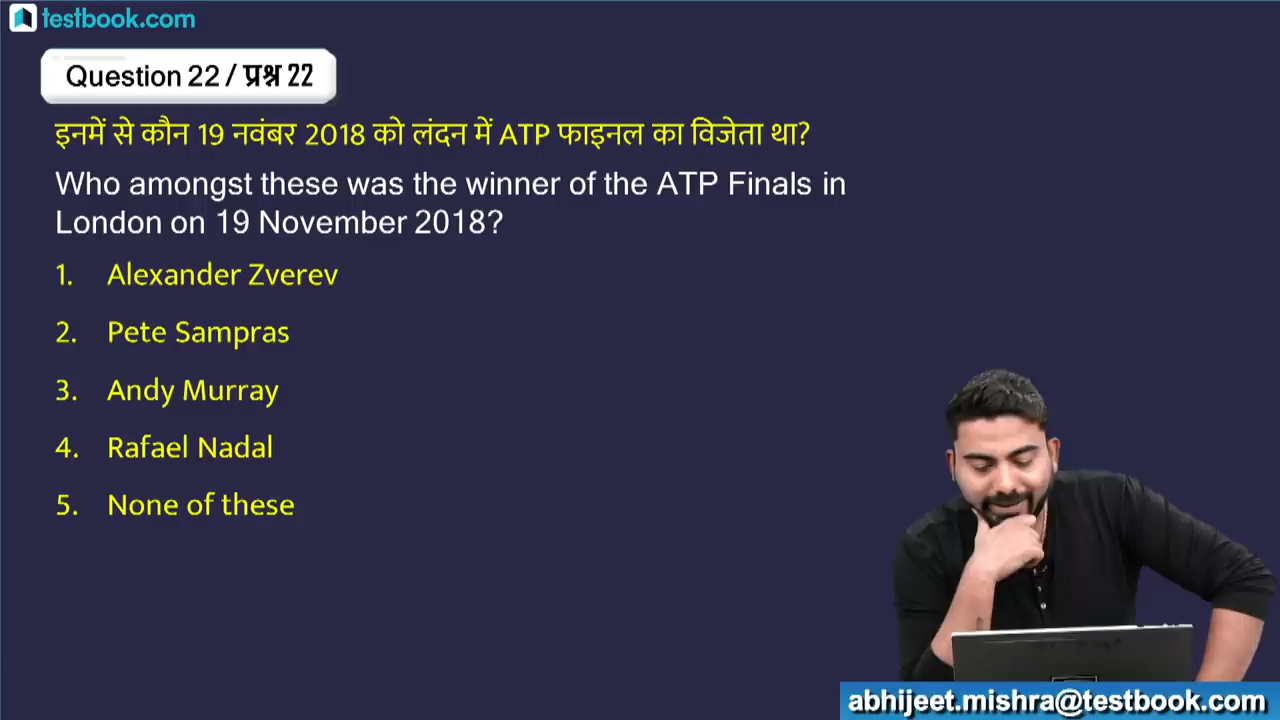 testbook.com
Question 22 / प्रश्न 22
इनमें से कौन 19 नवंबर 2018 को लंदन में ATP फाइनल का विजेता था?
Who amongst these was the winner of the ATP Finals in
London on 19 November 2018?
1. Alexander Zverev
2. Pete Sampras
3. Andy Murray
4. Rafael Nadal
5. None of these
abhijeet.mishra@testbook.com